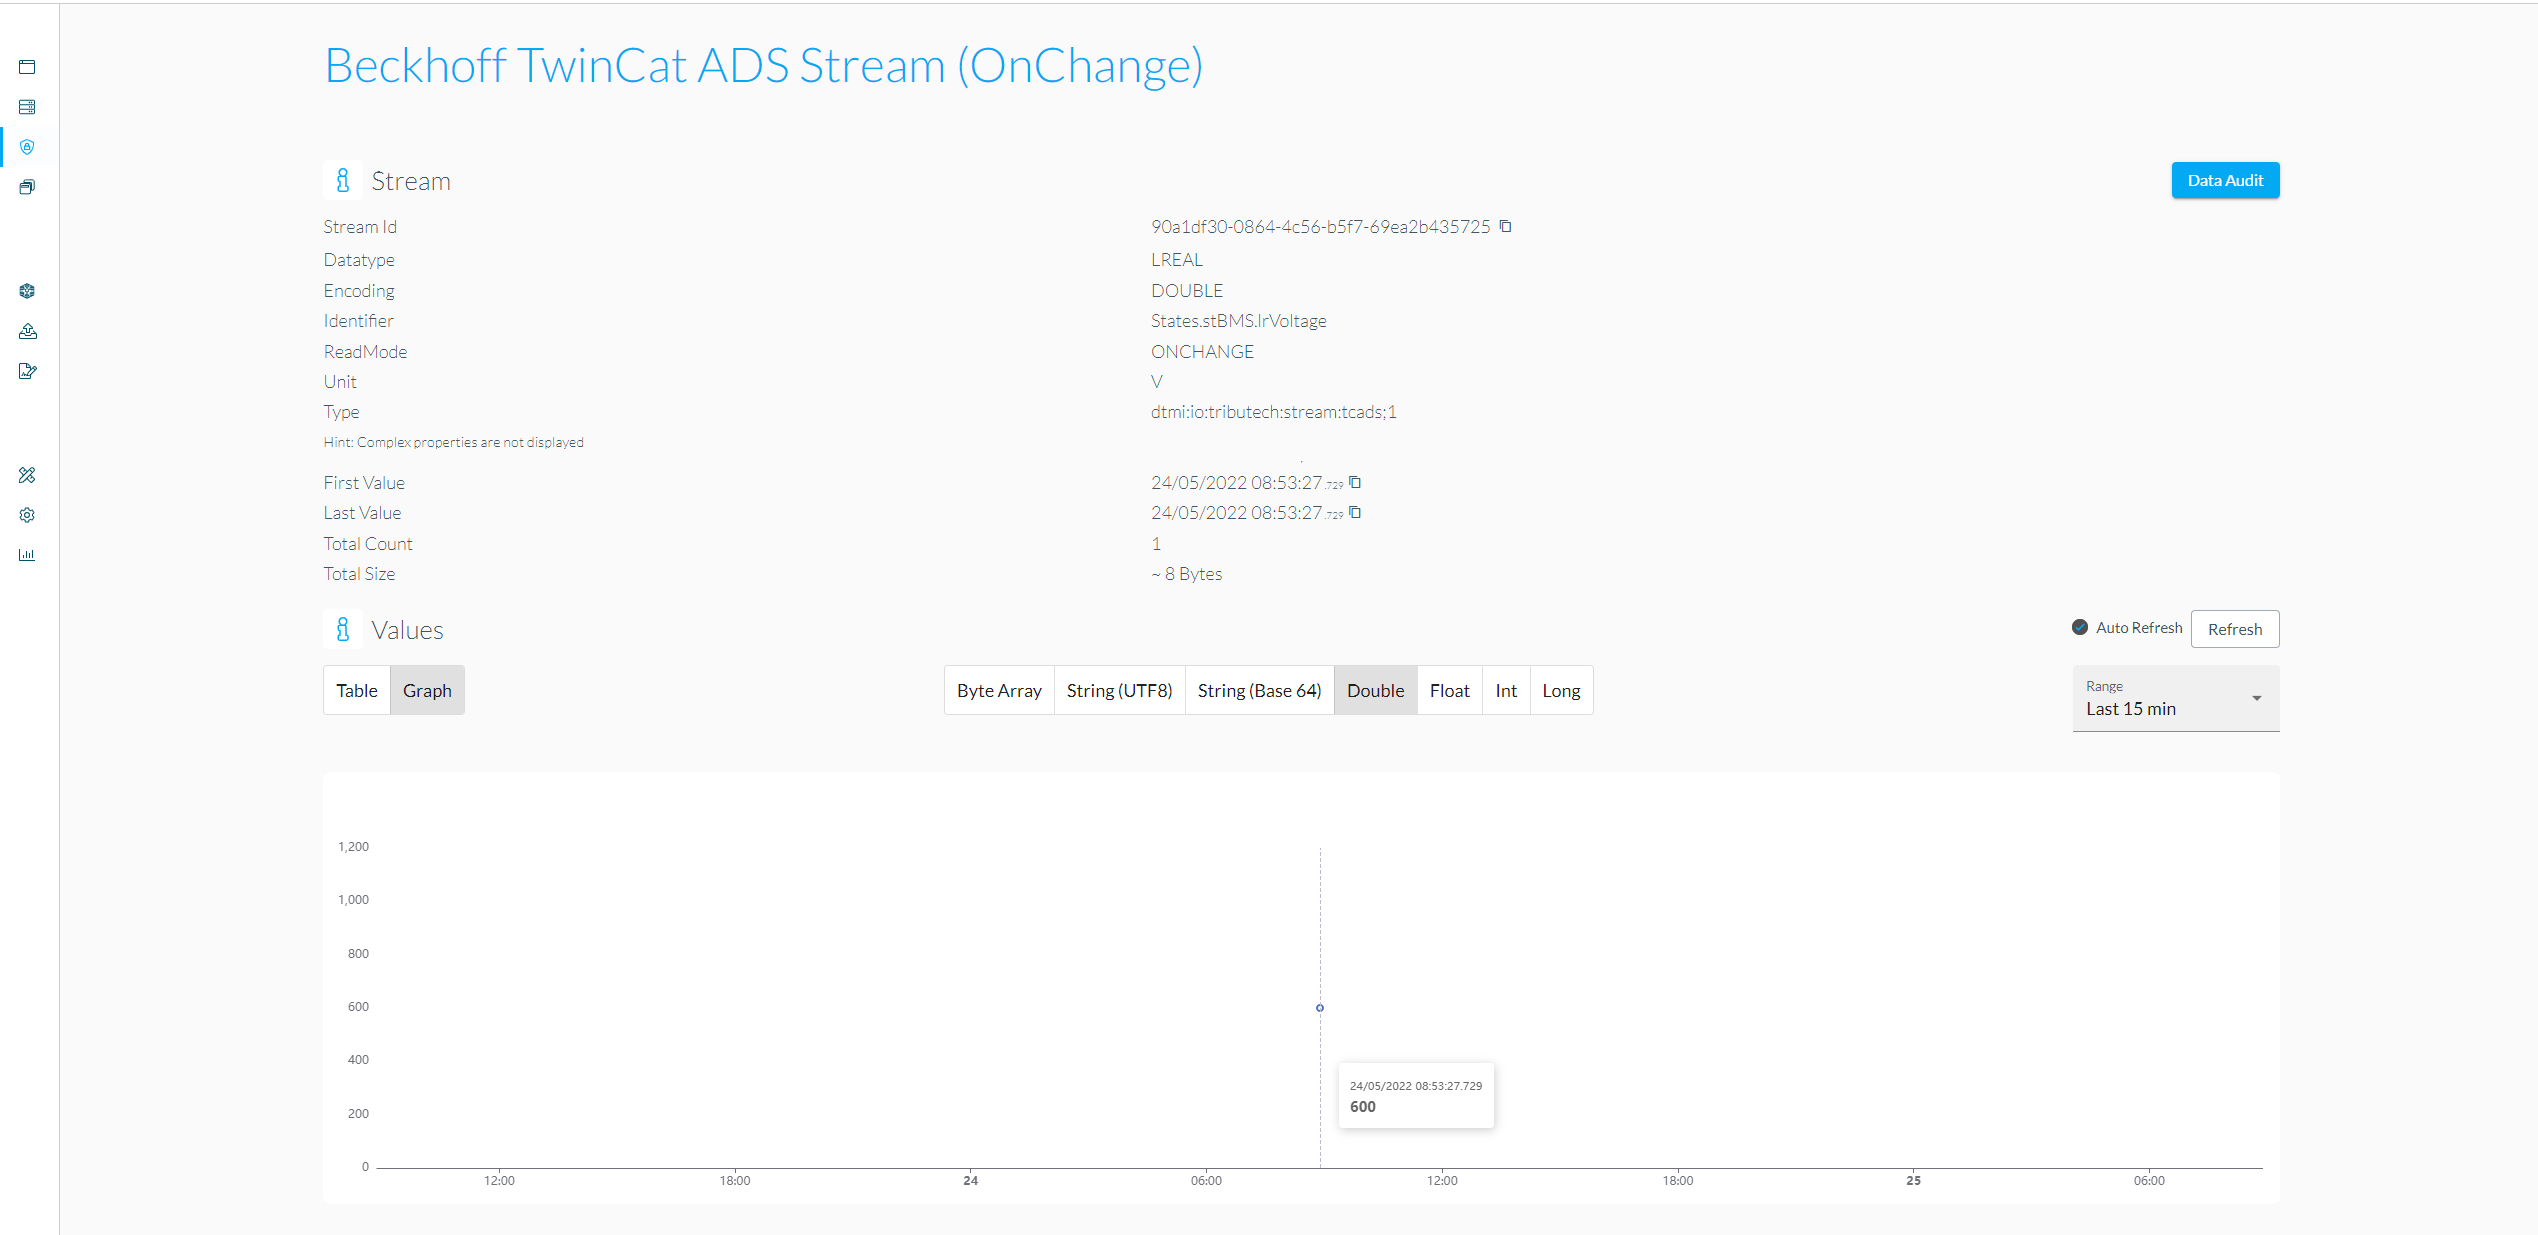 Beckhoff TwinCat ADS Stream (OnChange)
Stream
Data Audit
Stream Id 90a1df30-0864-4c56-b5f7-69ea2b435725
Datatype LREAL
Encoding DOUBLE
Identifier States.stBMS.lrVoltage
ReadMode ONCHANGE
Unit V
Type dtmi:io:tributech:stream:tcads;1
Hint: Complex properties are not displayed
First Value 24/05/2022 08:53:27.729
Last Value 24/05/2022 08:53:27.729
Total Count 1
Total Size ~ 8 Bytes
Values
Auto Refresh Refresh
Table Graph Byte Array String (UTF8) String (Base 64) Double Float Int Long
Range
Last 15 min
1,200
1,000
800
600
400
24/05/2022 08:53:27.729
600
200
0
12:00 18:00 24 06:00 12:00 18:00 25 06:00